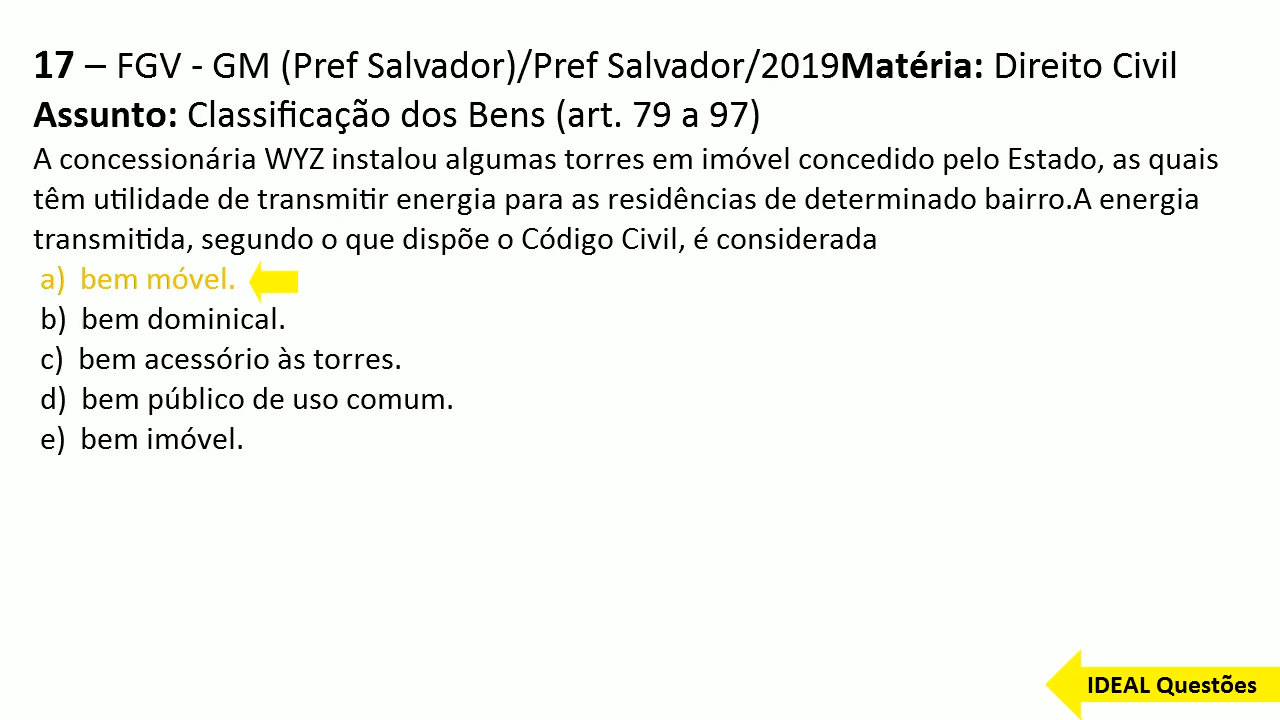 17 – FGV - GM (Pref Salvador)/Pref Salvador/2019Matéria: Direito Civil
Assunto: Classificação dos Bens (art. 79 a 97)
A concessionária WYZ instalou algumas torres em imóvel concedido pelo Estado, as quais
têm utilidade de transmitir energia para as residências de determinado bairro.A energia
transmitida, segundo o que dispõe o Código Civil, é considerada
a) bem móvel.
b) bem dominical.
c) bem acessório às torres.
d) bem público de uso comum.
e) bem imóvel.
IDEAL Questões